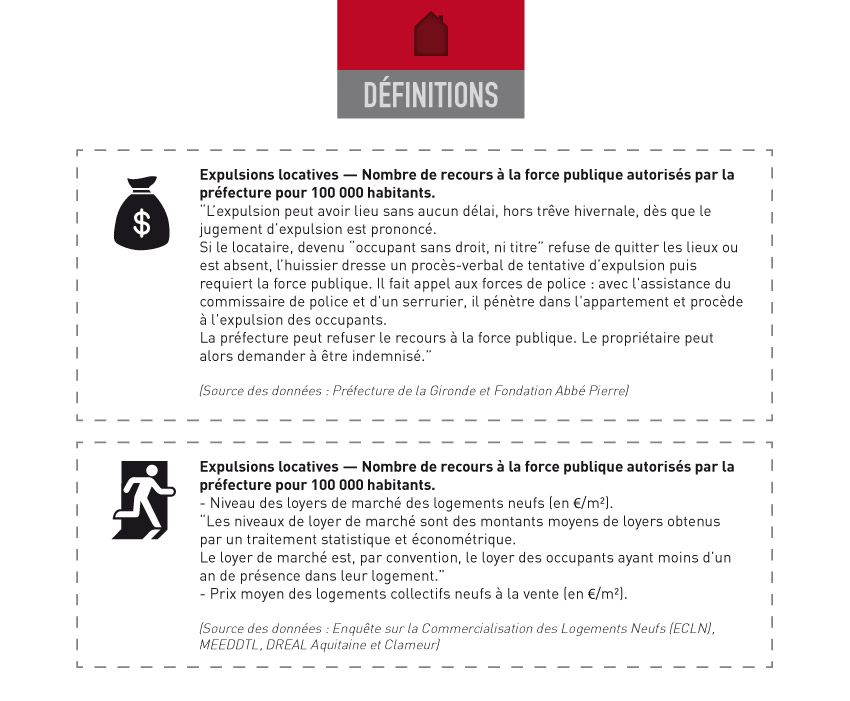 DÉFINITIONS
Expulsions locatives — Nombre de recours à la force publique autorisés par la
préfecture pour 100 000 habitants.
“L’expulsion peut avoir lieu sans aucun délai, hors trêve hivernale, dès que le
jugement d’expulsion est prononcé.
Si le locataire, devenu “occupant sans droit, ni titre” refuse de quitter les lieux ou
est absent, l’huissier dresse un procès-verbal de tentative d’expulsion puis
requiert la force publique. Il fait appel aux forces de police : avec l'assistance du
commissaire de police et d'un serrurier, il pénètre dans l'appartement et procède
à l'expulsion des occupants.
La préfecture peut refuser le recours à la force publique. Le propriétaire peut
alors demander à être indemnisé.”
(Source des données : Préfecture de la Gironde et Fondation Abbé Pierre)
Expulsions locatives — Nombre de recours à la force publique autorisés par la
préfecture pour 100 000 habitants.
- Niveau des loyers de marché des logements neufs (en €/m²).
“Les niveaux de loyer de marché sont des montants moyens de loyers obtenus
par un traitement statistique et économétrique.
Le loyer de marché est, par convention, le loyer des occupants ayant moins d’un
an de présence dans leur logement.”
- Prix moyen des logements collectifs neufs à la vente (en €/m²).
(Source des données : Enquête sur la Commercialisation des Logements Neufs (ECLN),
MEEDDTL, DREAL Aquitaine et Clameur)